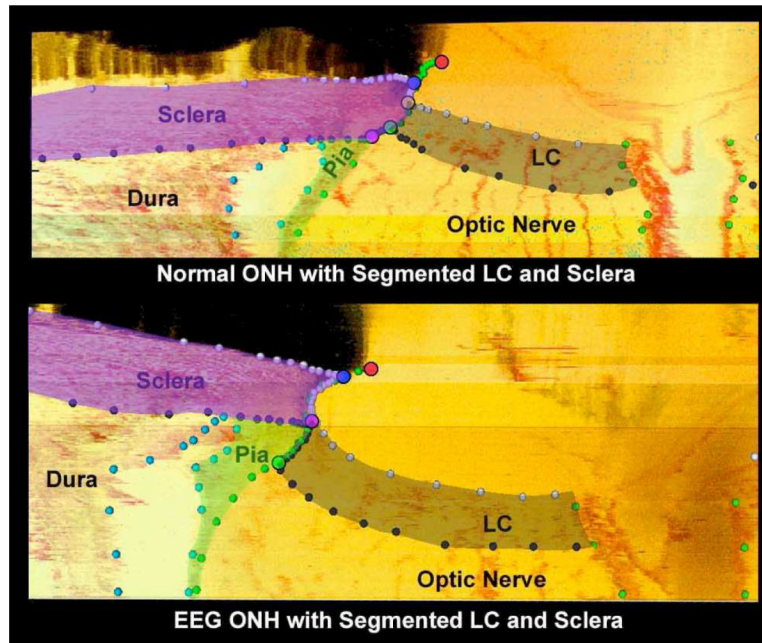 Sclera
Pia
LC
Dura
Optic Nerve
Normal ONH with Segmented LC and Sclera
Sclera
Pia
Dura
LC
Optic Nerve
EEG ONH with Segmented LC and Sclera